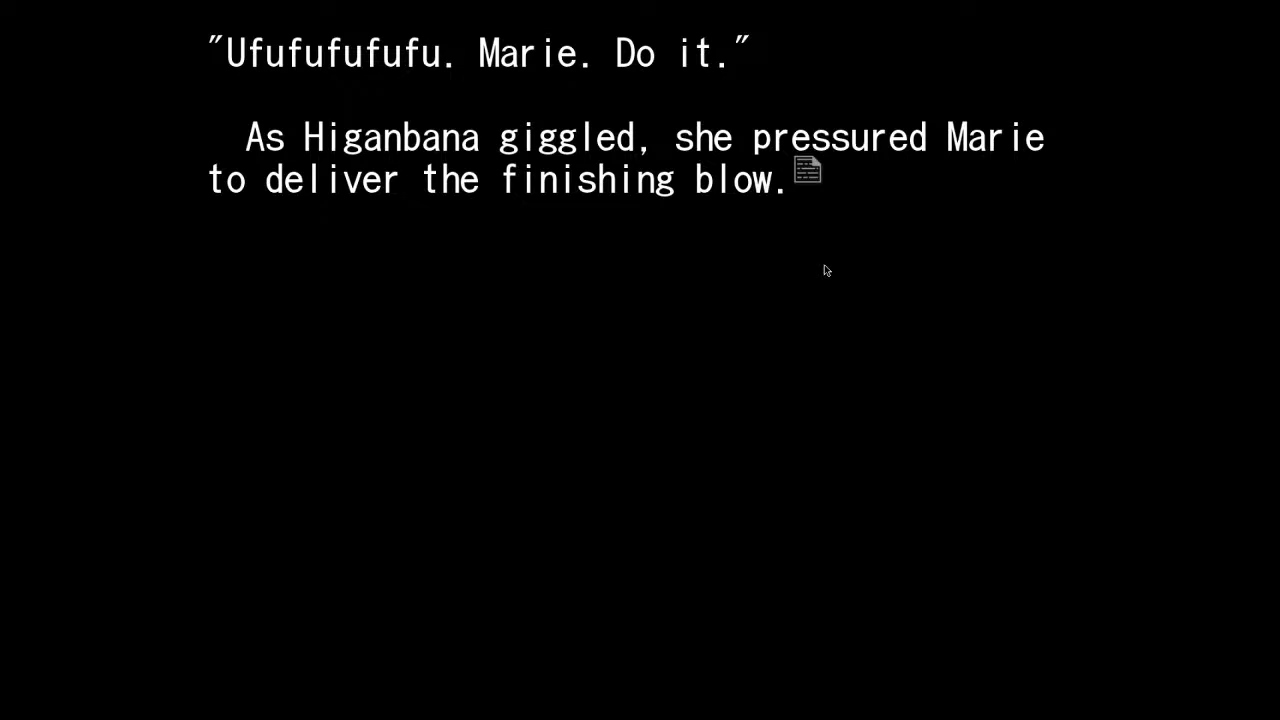 "Ufufufufufu. Marie. Do it."
As Higanbana giggled, she pressured Marie
to deliver the finishing blow.